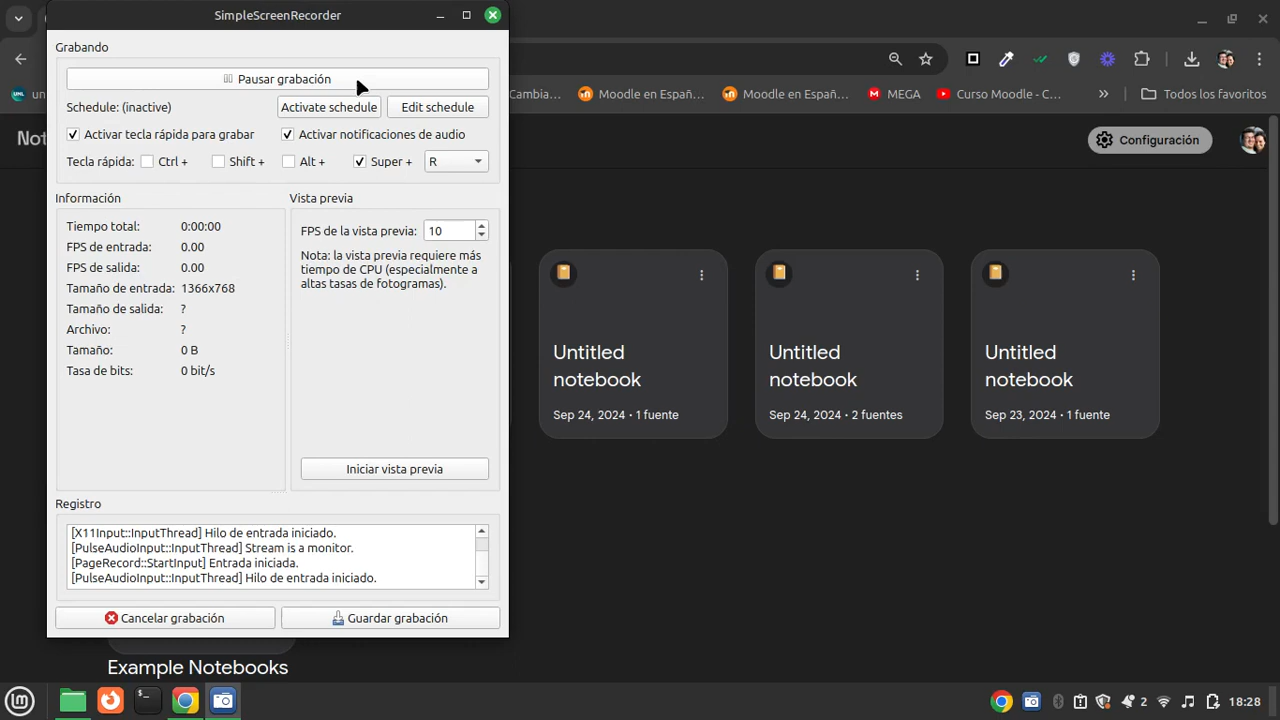 SimpleScreenRecorder
Grabando
Pausar grabación
Schedule: (inactive)
Activate schedule
Edit schedule
Activar tecla rápida para grabar
Activar notificaciones de audio
Tecla rápida:
Ctrl +
Shift +
Alt +
Super +
R
Información
Tiempo total: 0:00:00
FPS de entrada: 0.00
FPS de salida: 0.00
Tamaño de entrada: 1366x768
Tamaño de salida: ?
Archivo: ?
Tamaño: 0 B
Tasa de bits: 0 bit/s
Vista previa
FPS de la vista previa: 10
Nota: la vista previa requiere más
tiempo de CPU (especialmente a
altas tasas de fotogramas).
Iniciar vista previa
Registro
[X11Input::InputThread] Hilo de entrada iniciado.
[PulseAudioInput::InputThread] Stream is a monitor.
[PageRecord::StartInput] Entrada iniciada.
[PulseAudioInput::InputThread] Hilo de entrada iniciado.
Cancelar grabación
Guardar grabación
un
Cambia...
Moodle en Españ...
Moodle en Españ...
MEGA
Curso Moodle - C...
Todos los favoritos
Not
Configuración
Untitled
notebook
Sep 24, 2024 • 1 fuente
Untitled
notebook
Sep 24, 2024 • 2 fuentes
Untitled
notebook
Sep 23, 2024 • 1 fuente
Example Notebooks
2
18:28